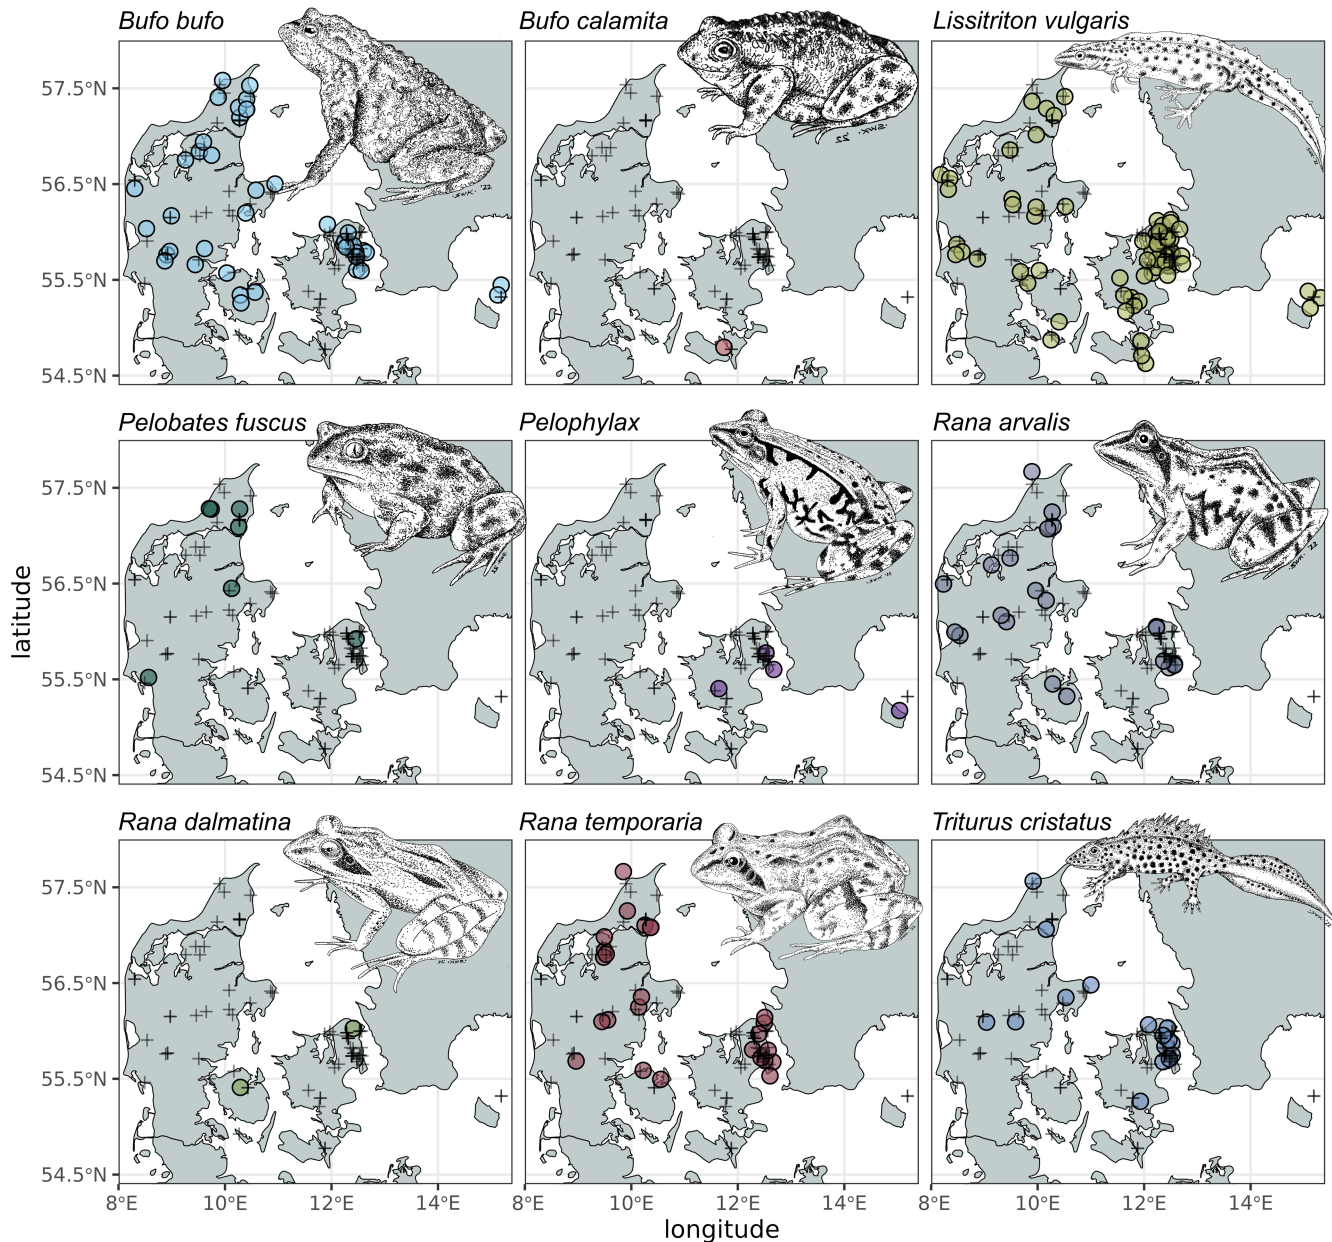 Bufo bufo
Bufo calamita
Lissitriton vulgaris
57.5°N
56.5°N
55.5°N
54.5°N
Pelobates fuscus
Pelophylax
Rana arvalis
57.5°N
56.5°N
55.5°N
54.5°N
latitude
Rana dalmatina
Rana temporaria
Triturus cristatus
57.5°N
56.5°N
55.5°N
54.5°N
8°E 10°E 12°E 14°E
8°E 10°E 12°E 14°E
8°E 10°E 12°E 14°E
longitude